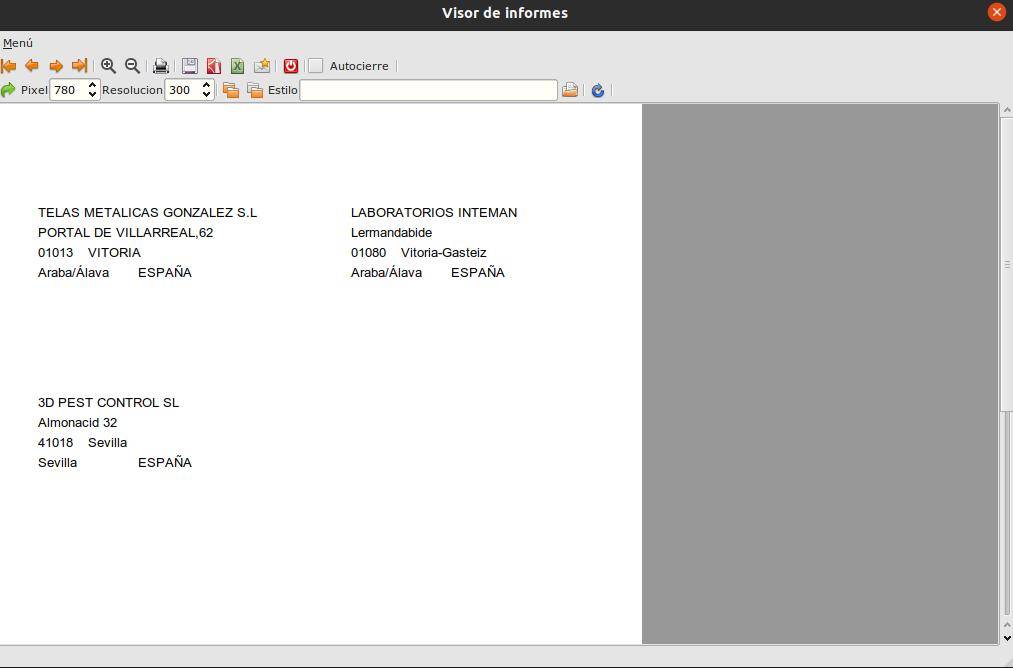 Visor de informes
Menú
Autocierre
Pixel 780 Resolucion 300 Estilo
TELAS METALICAS GONZALEZ S.L
PORTAL DE VILLARREAL,62
01013 VITORIA
Araba/Álava ESPAÑA
LABORATORIOS INTEMAN
Lermandabide
01080 Vitoria-Gasteiz
Araba/Álava ESPAÑA
3D PEST CONTROL SL
Almonacid 32
41018 Sevilla
Sevilla ESPAÑA